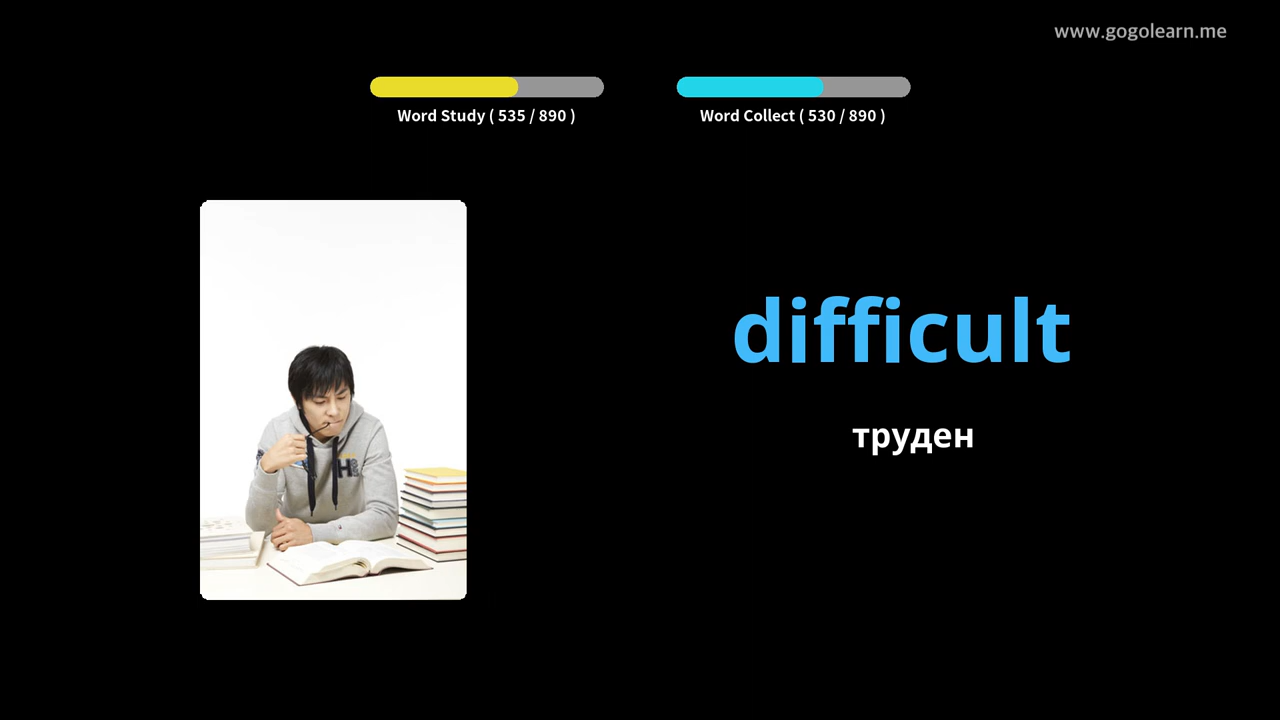 www.gogolearn.me
Word Study ( 535 / 890 )
Word Collect ( 530 / 890 )
difficult
труден
H